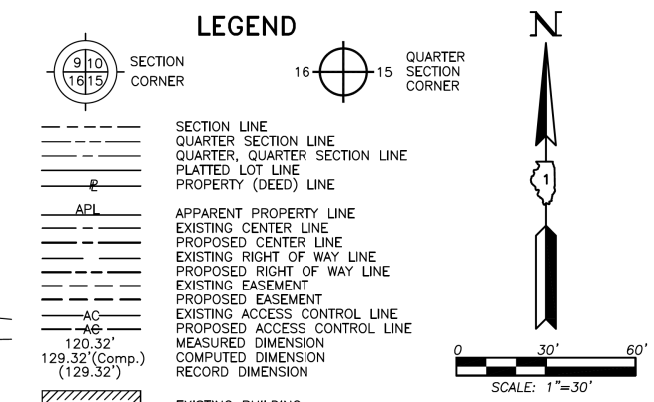 LEGEND
N
9 10
16 15
SECTION
CORNER
16
15
QUARTER
SECTION
CORNER
SECTION LINE
QUARTER SECTION LINE
QUARTER, QUARTER SECTION LINE
PLATTED LOT LINE
PROPERTY (DEED) LINE
APL APPARENT PROPERTY LINE
EXISTING CENTER LINE
PROPOSED CENTER LINE
EXISTING RIGHT OF WAY LINE
PROPOSED RIGHT OF WAY LINE
EXISTING EASEMENT
PROPOSED EASEMENT
AC EXISTING ACCESS CONTROL LINE
AC PROPOSED ACCESS CONTROL LINE
120.32' MEASURED DIMENSION
129.32'(Comp.) COMPUTED DIMENSION
(129.32') RECORD DIMENSION
1
0 30' 60'
SCALE: 1"=30'